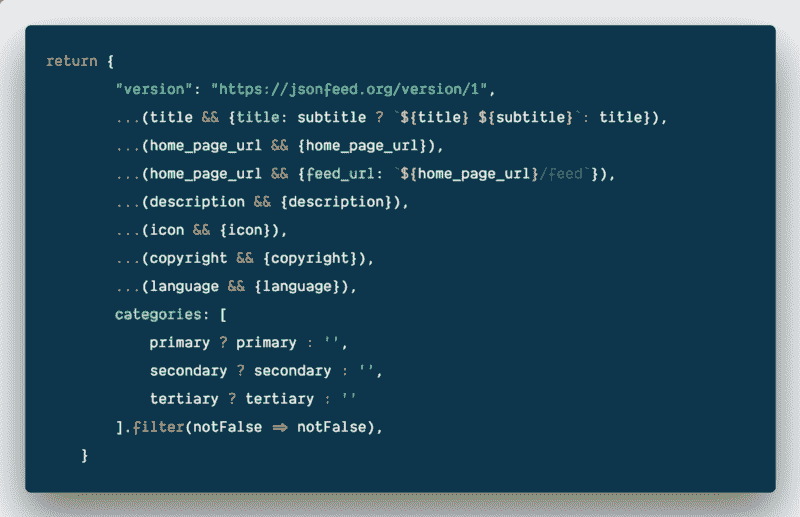 return {
"version": "https://jsonfeed.org/version/1",
...(title && {title: subtitle ? `${title} ${subtitle}`: title}),
...(home_page_url && {home_page_url}),
...(home_page_url && {feed_url: `${home_page_url}/feed`}),
...(description && {description}),
...(icon && {icon}),
...(copyright && {copyright}),
...(language && {language}),
categories: [
primary ? primary : '',
secondary ? secondary : '',
tertiary ? tertiary : ''
].filter(notFalse => notFalse),
}